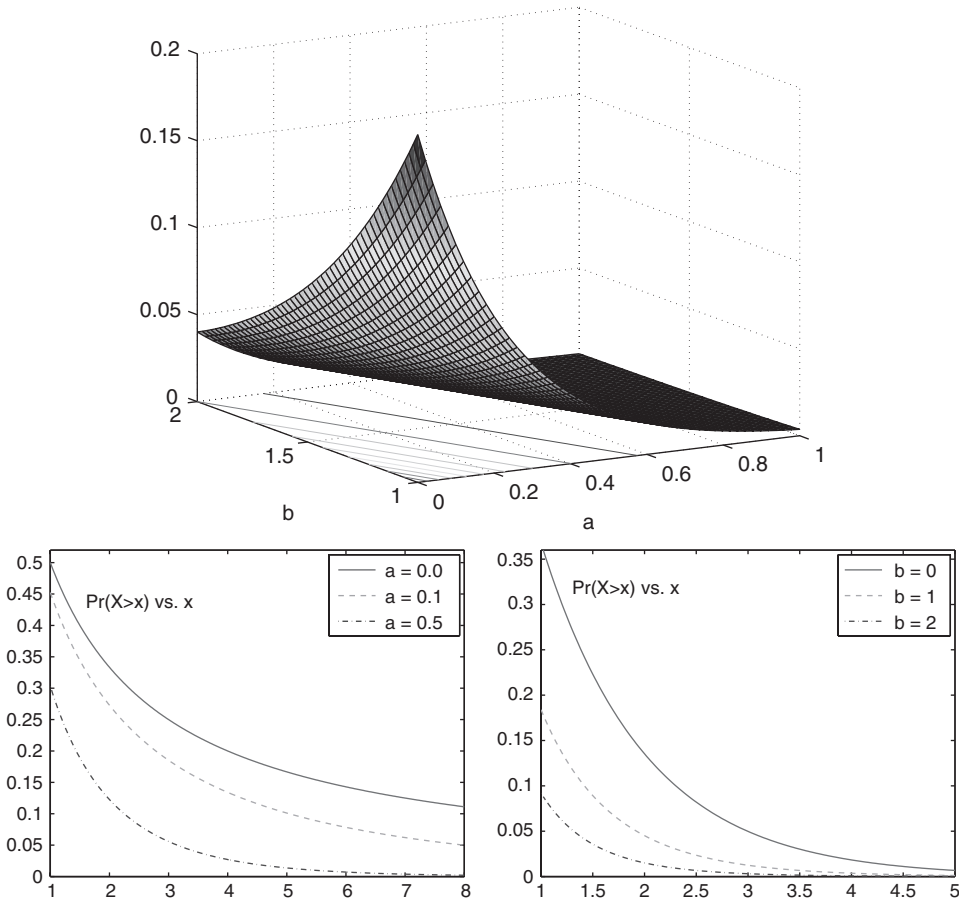 0.2
0.15
0.1
0.05
0
2
1.5
1
b
0
0.2
0.4
0.6
0.8
1
a
0.5
0.45
0.4
0.35
0.3
0.25
0.2
0.15
0.1
0.05
0
Pr(X>x) vs. x
a = 0.0
a = 0.1
a = 0.5
1 2 3 4 5 6 7 8
0.35
0.3
0.25
0.2
0.15
0.1
0.05
0
Pr(X>x) vs. x
b = 0
b = 1
b = 2
1 1.5 2 2.5 3 3.5 4 4.5 5